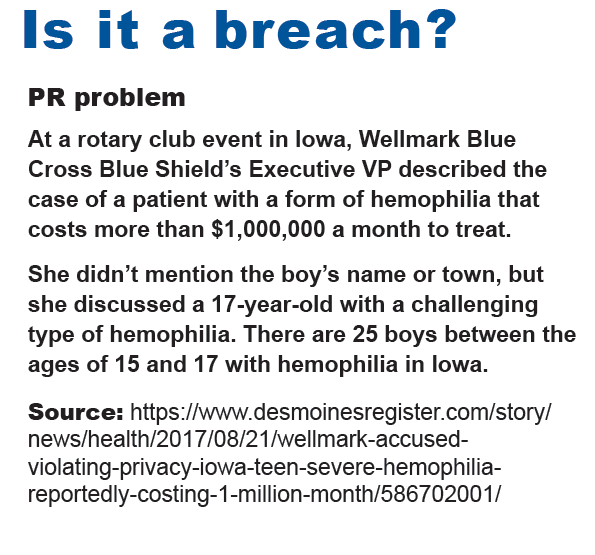 Is it a breach?
PR problem
At a rotary club event in Iowa, Wellmark Blue
Cross Blue Shield’s Executive VP described the
case of a patient with a form of hemophilia that
costs more than $1,000,000 a month to treat.
She didn’t mention the boy’s name or town, but
she discussed a 17-year-old with a challenging
type of hemophilia. There are 25 boys between the
ages of 15 and 17 with hemophilia in Iowa.
Source: https://www.desmoinesregister.com/story/
news/health/2017/08/21/wellmark-accused-
violating-privacy-iowa-teen-severe-hemophilia-
reportedly-costing-1-million-month/586702001/